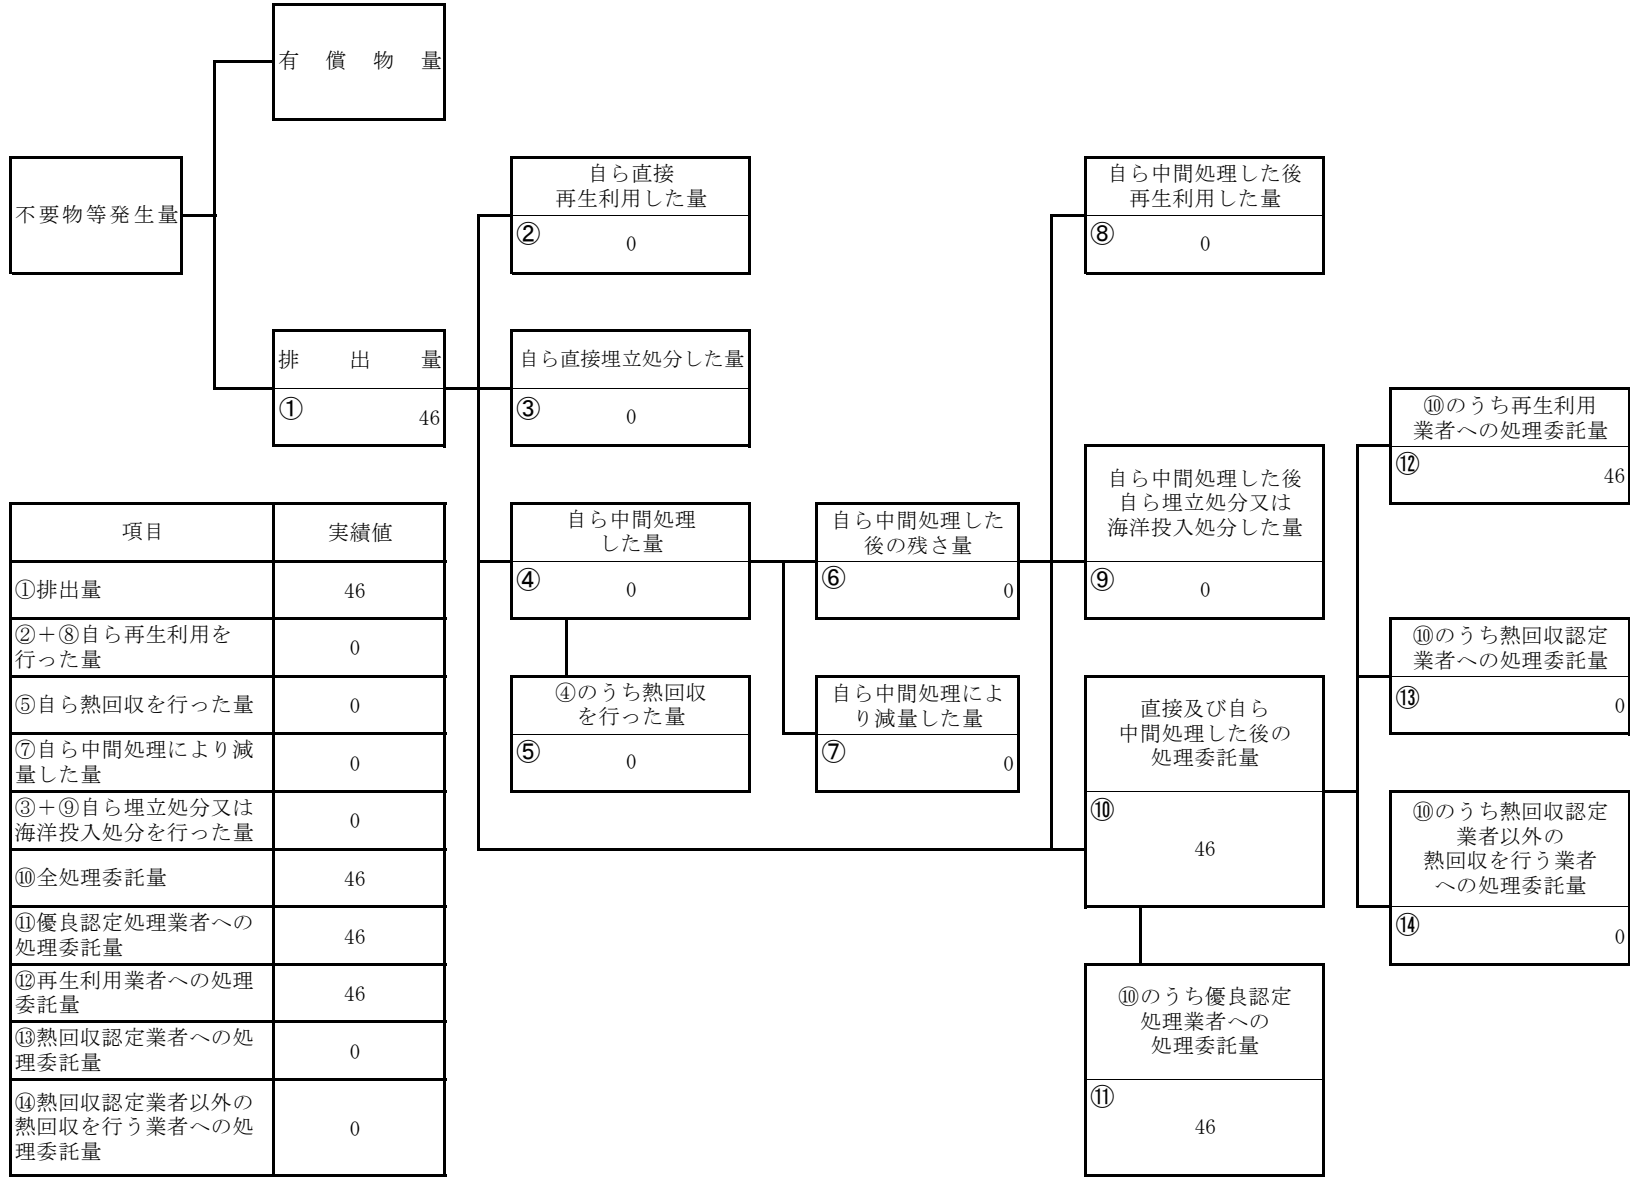 有償物量
不要物等発生量
自ら直接
再生利用した量
②
0
自ら中間処理した後
再生利用した量
⑧
0
排出量
①
46
自ら直接埋立処分した量
③
0
⑩のうち再生利用
業者への処理委託量
⑫
46
自ら中間処理
した量
④
0
自ら中間処理した
後の残さ量
⑥
0
自ら中間処理した後
自ら埋立処分又は
海洋投入処分した量
⑨
0
⑩のうち熱回収認定
業者への処理委託量
⑬
0
④のうち熱回収
を行った量
⑤
0
自ら中間処理によ
り減量した量
⑦
0
直接及び自ら
中間処理した後の
処理委託量
⑩
46
⑩のうち熱回収認定
業者以外の
熱回収を行う業者
への処理委託量
⑭
0
⑩のうち優良認定
処理業者への
処理委託量
⑪
46
項目 実績値
①排出量 46
②＋⑧自ら再生利用を
行った量 0
⑤自ら熱回収を行った量 0
⑦自ら中間処理により減
量した量 0
③＋⑨自ら埋立処分又は
海洋投入処分を行った量 0
⑩全処理委託量 46
⑪優良認定処理業者への
処理委託量 46
⑫再生利用業者への処理
委託量 46
⑬熱回収認定業者への処
理委託量 0
⑭熱回収認定業者以外の
熱回収を行う業者への処
理委託量 0